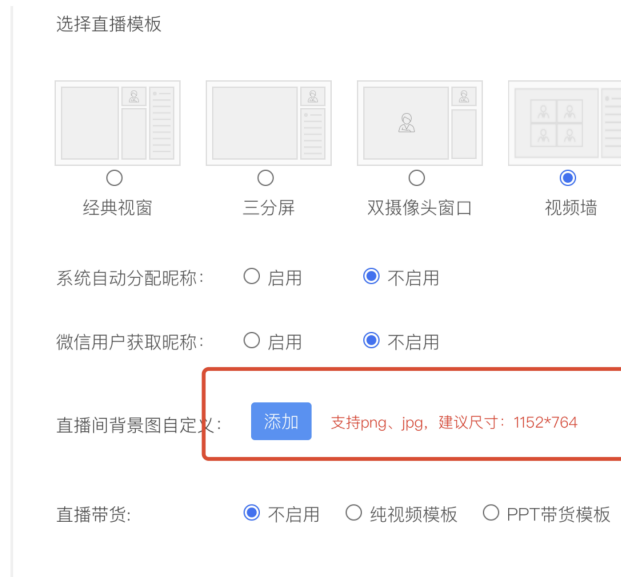 选择直播模板
经典视窗 三分屏 双摄像头窗口 视频墙
系统自动分配昵称： 启用 不启用
微信用户获取昵称： 启用 不启用
直播间背景图自定义： 添加 支持png、jpg，建议尺寸：1152*764
直播带货: 不启用 纯视频模板 PPT带货模板